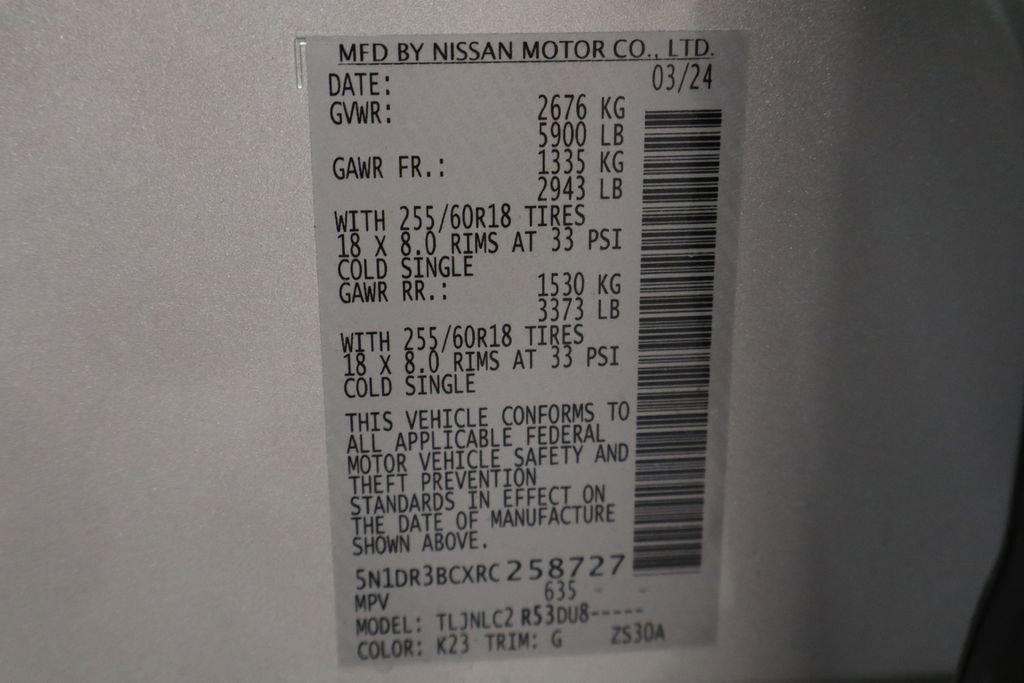 MFD BY NISSAN MOTOR CO., LTD.
DATE: 03/24
GVWR: 2676 KG
5900 LB
GAWR FR.: 1335 KG
2943 LB
WITH 255/60R18 TIRES
18 X 8.0 RIMS AT 33 PSI
COLD SINGLE
GAWR RR.: 1530 KG
3373 LB
WITH 255/60R18 TIRES
18 X 8.0 RIMS AT 33 PSI
COLD SINGLE
THIS VEHICLE CONFORMS TO
ALL APPLICABLE FEDERAL
MOTOR VEHICLE SAFETY AND
THEFT PREVENTION
STANDARDS IN EFFECT ON
THE DATE OF MANUFACTURE
SHOWN ABOVE.
5N1DR3BCXRC258727
MPV 635 - -
MODEL: TLJNLC2 R53DU8-----
COLOR: K23 TRIM: G ZS30A